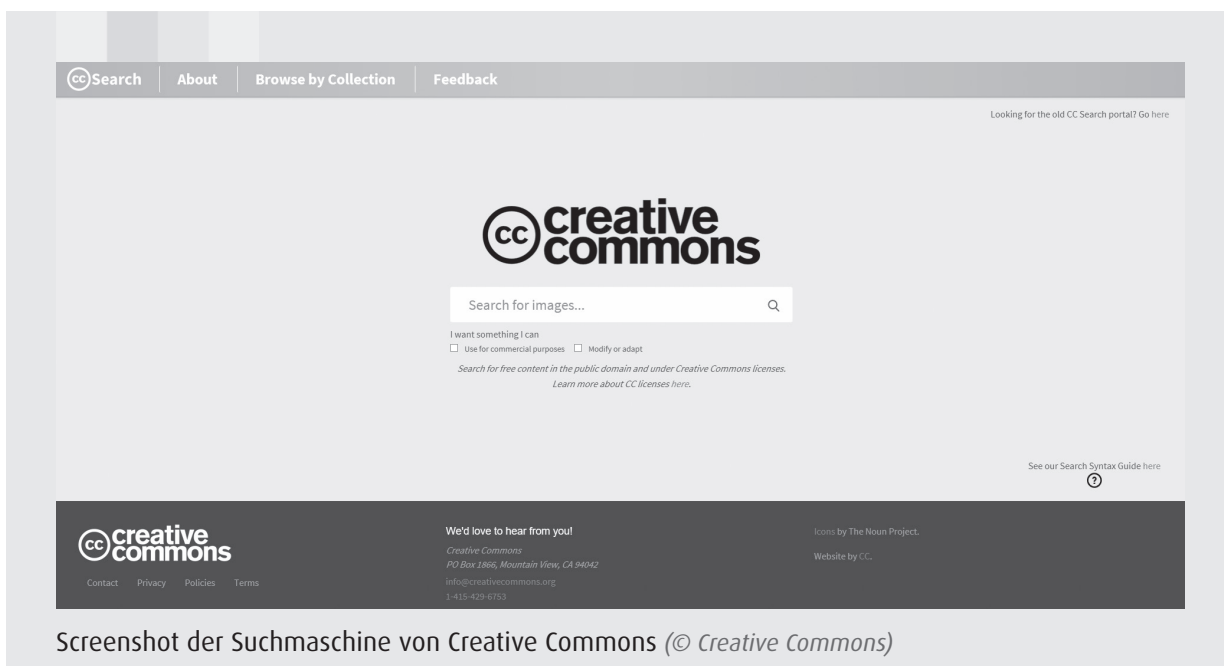 cc Search About Browse by Collection Feedback
Looking for the old CC Search portal? Go here
cc creative
commons
Search for images...
I want something I can
Use for commercial purposes Modify or adapt
Search for free content in the public domain and under Creative Commons licenses.
Learn more about CC licenses here.
See our Search Syntax Guide here
?
cc creative
commons
Contact Privacy Policies Terms
We'd love to hear from you!
Creative Commons
PO Box 1866, Mountain View, CA 94042
info@creativecommons.org
1-415-429-6753
Icons by The Noun Project.
Website by CC.
Screenshot der Suchmaschine von Creative Commons (© Creative Commons)